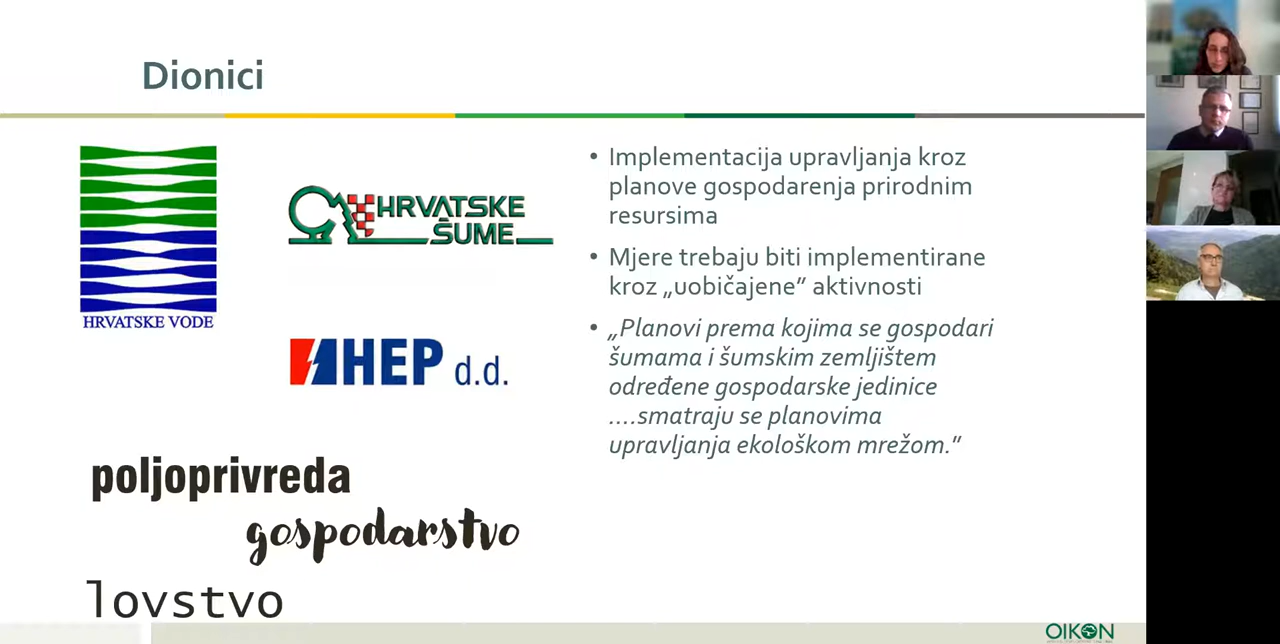 Dionici
HRVATSKE VODE
HRVATSKE
ŠUME
HEP d.d.
poljoprivreda
gospodarstvo
lovstvo
• Implementacija upravljanja kroz
planove gospodarenja prirodnim
resursima
• Mjere trebaju biti implementirane
kroz „uobičajene” aktivnosti
• „Planovi prema kojima se gospodari
šumama i šumskim zemljištem
određene gospodarske jedinice
....smatraju se planovima
upravljanja ekološkom mrežom.”
OIKON